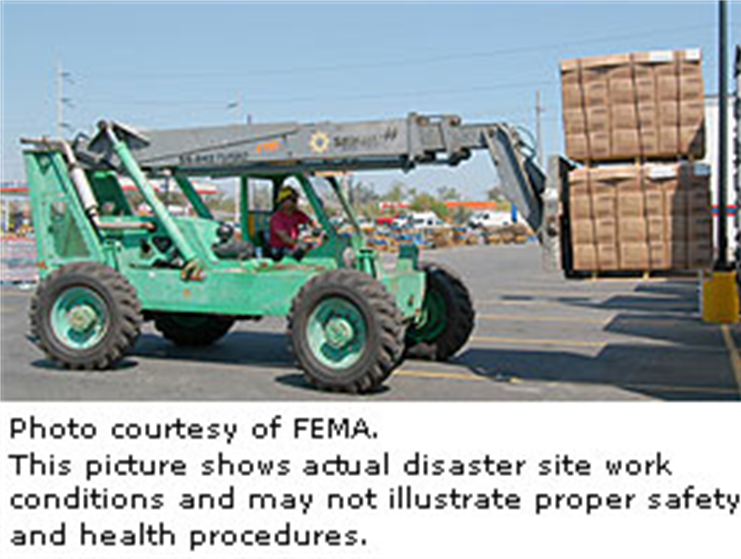 Photo courtesy of FEMA.
This picture shows actual disaster site work
conditions and may not illustrate proper safety
and health procedures.